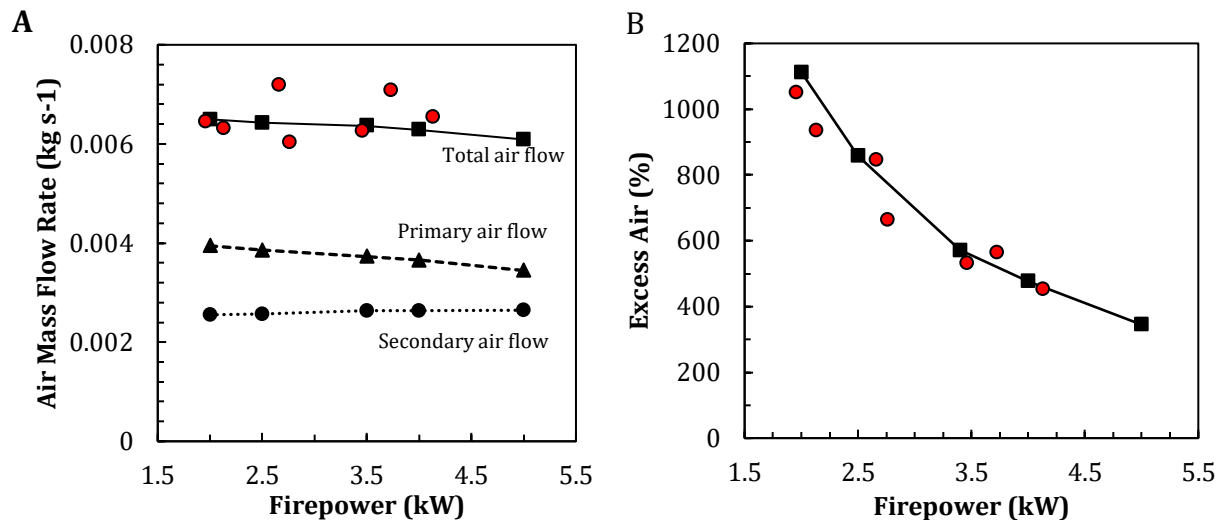 A
Air Mass Flow Rate (kg s-1)
0.008
0.006
0.004
0.002
0
Total air flow
Primary air flow
Secondary air flow
1.5 2.5 3.5 4.5 5.5
Firepower (kW)
B
Excess Air (%)
1200
1000
800
600
400
200
0
1.5 2.5 3.5 4.5 5.5
Firepower (kW)